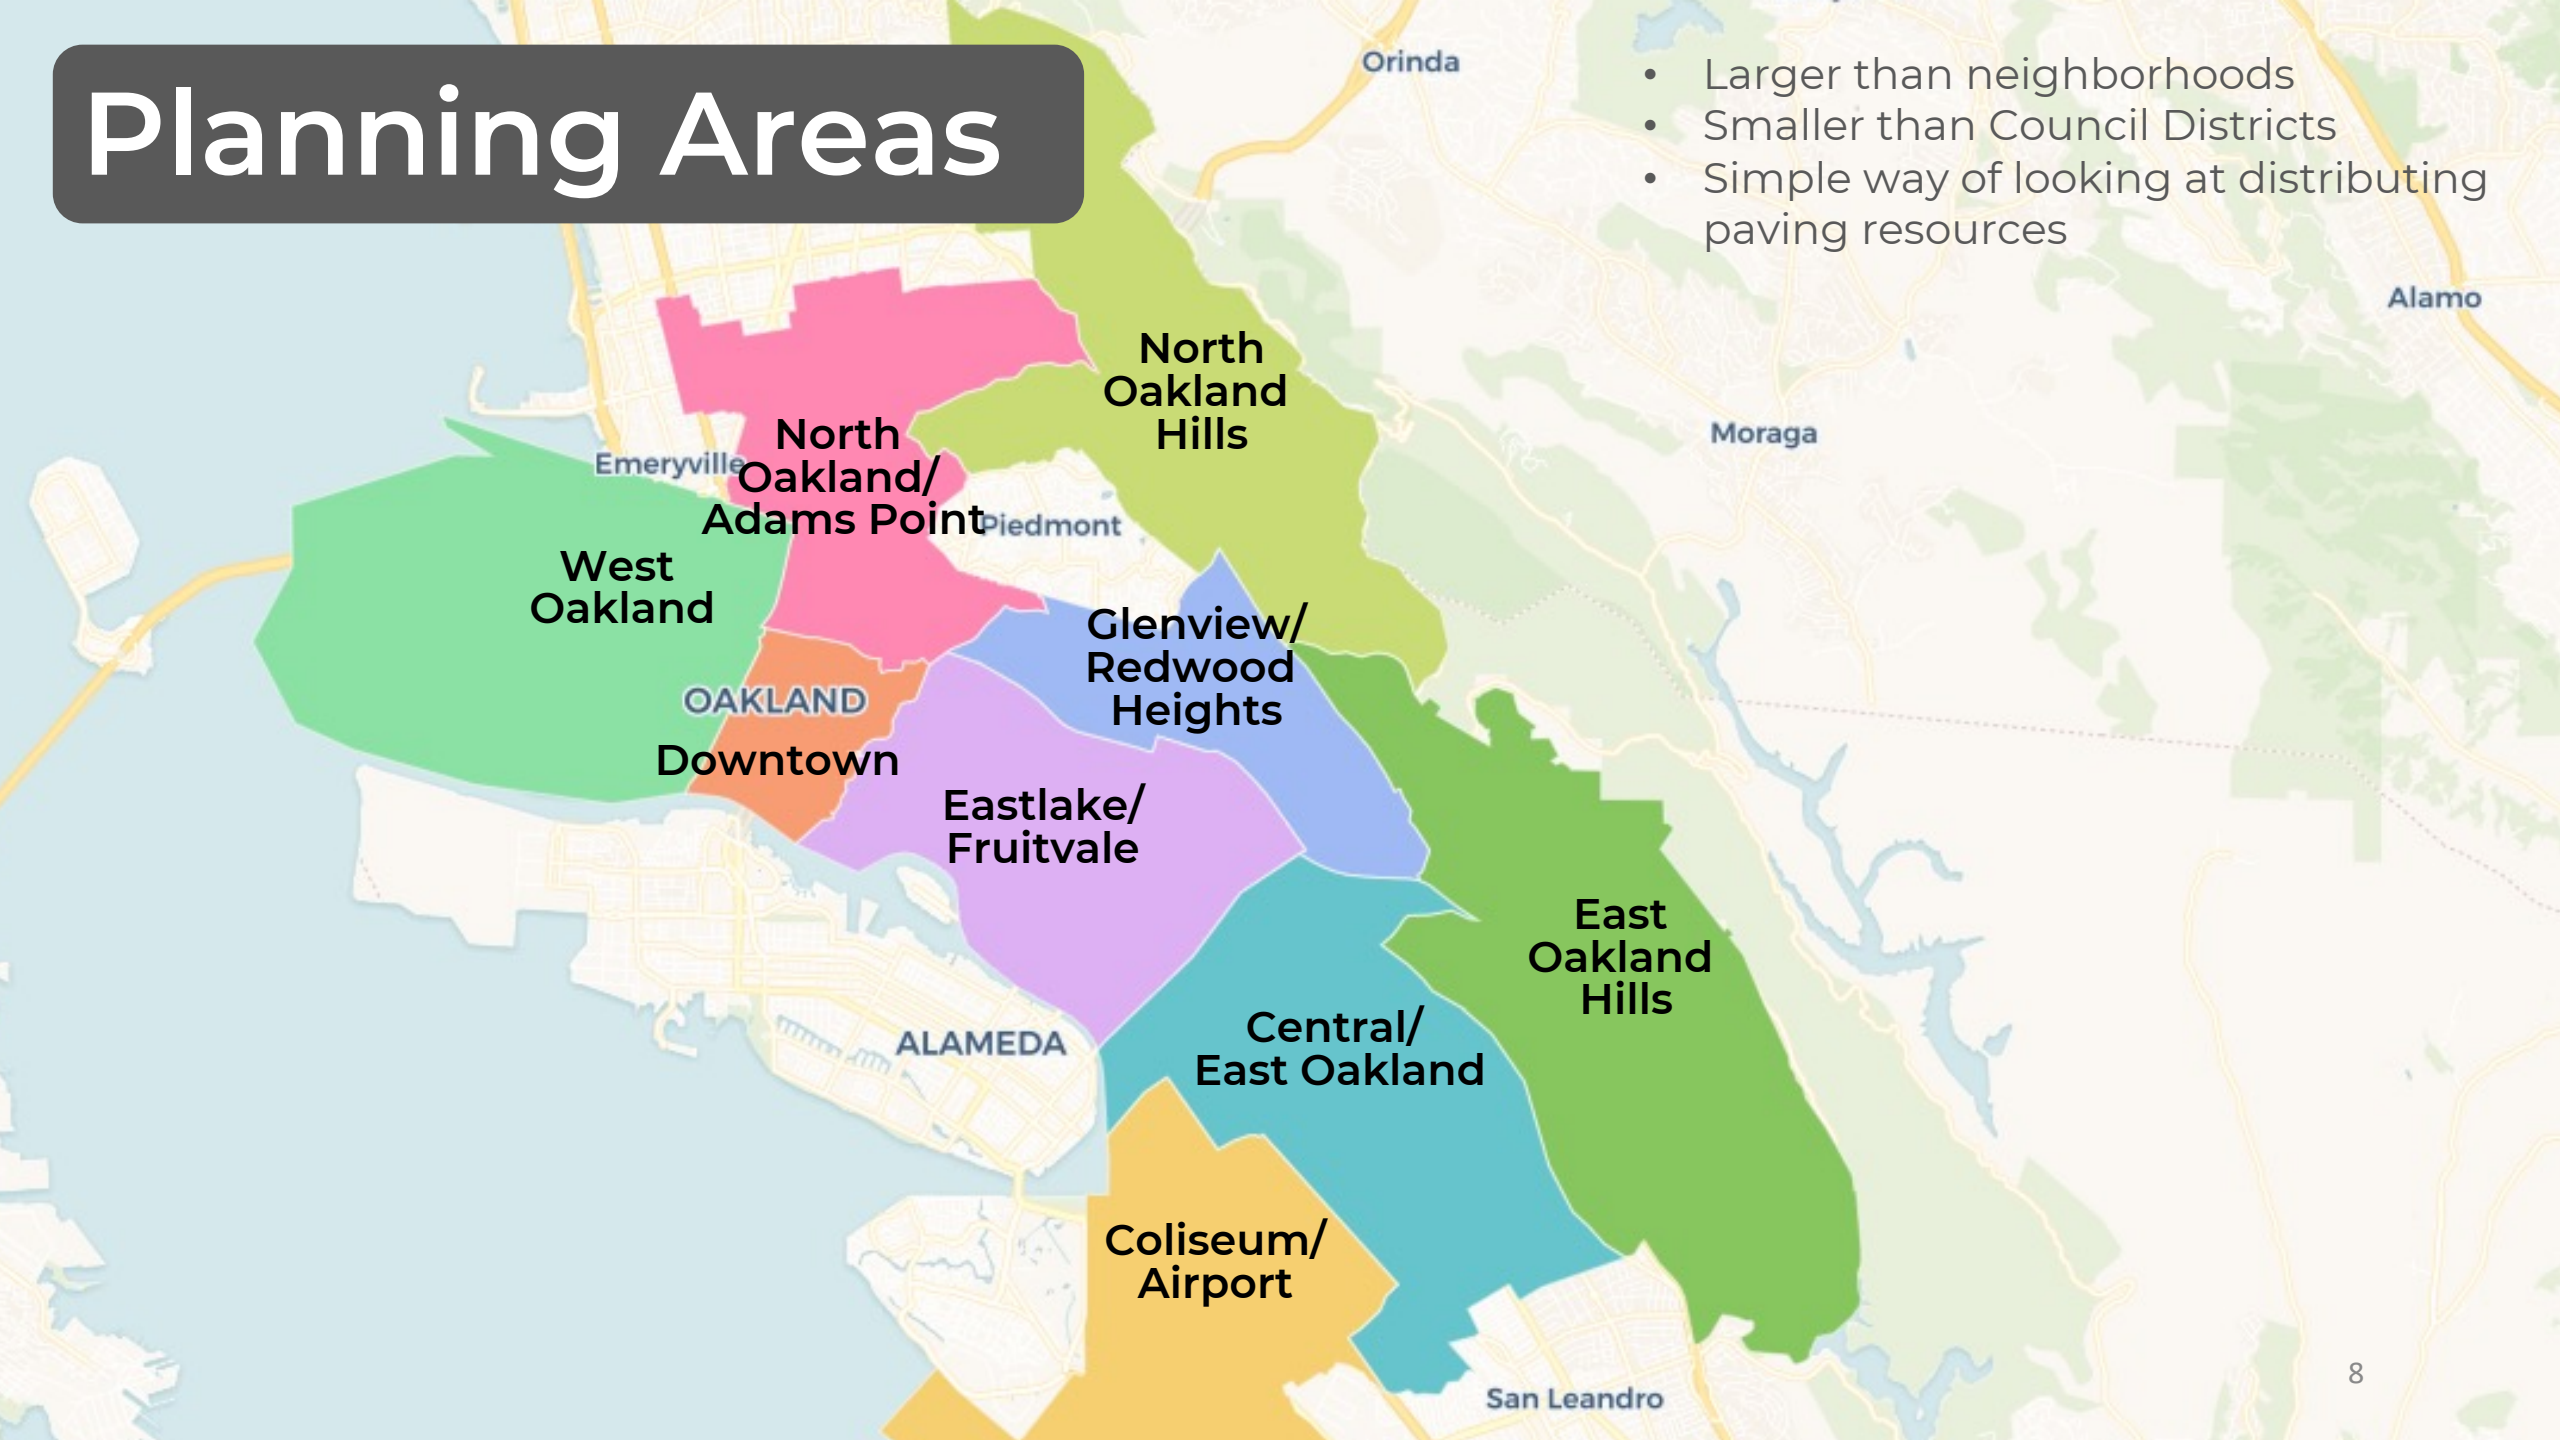 Planning Areas
• Larger than neighborhoods
• Smaller than Council Districts
• Simple way of looking at distributing
paving resources
Orinda
Alamo
Moraga
North
Oakland
Hills
North
Oakland/
Adams Point
Emeryville
Piedmont
West
Oakland
Glenview/
Redwood
Heights
OAKLAND
Downtown
Eastlake/
Fruitvale
East
Oakland
Hills
Central/
East Oakland
ALAMEDA
Coliseum/
Airport
San Leandro
8